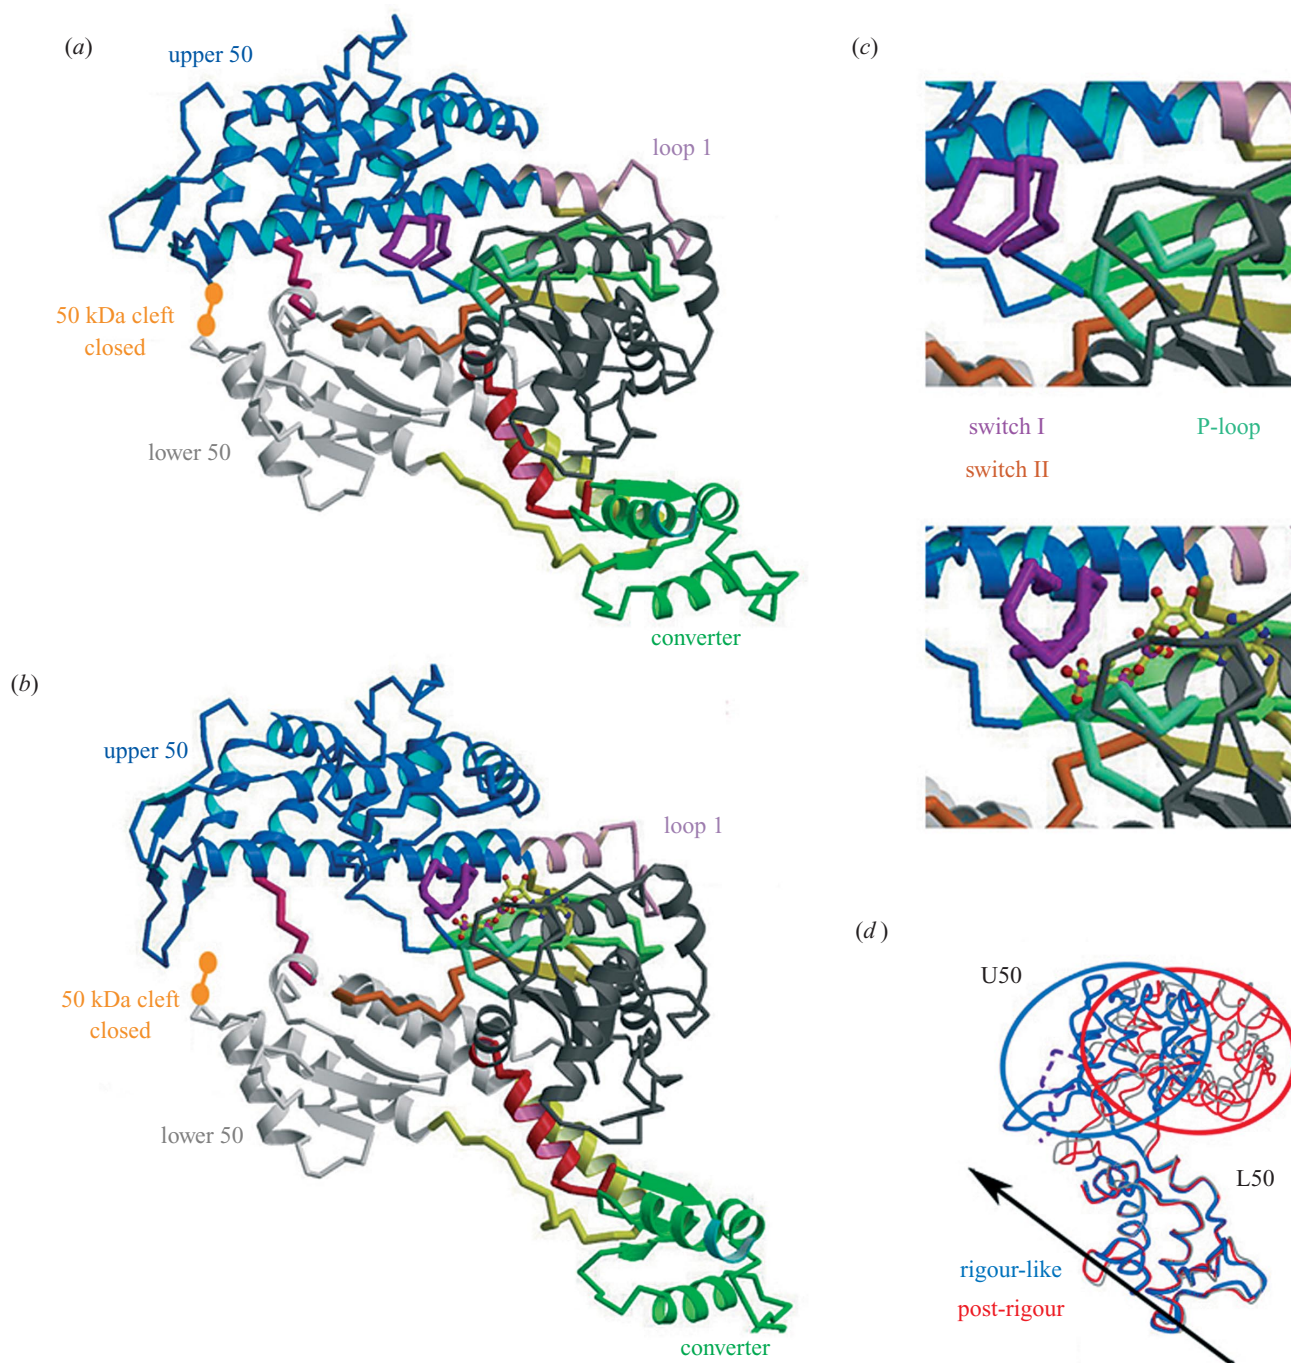 (a)
upper 50
loop 1
50 kDa cleft
closed
lower 50
converter
(b)
upper 50
loop 1
50 kDa cleft
closed
lower 50
converter
(c)
switch I
P-loop
switch II
(d)
U50
L50
rigour-like
post-rigour